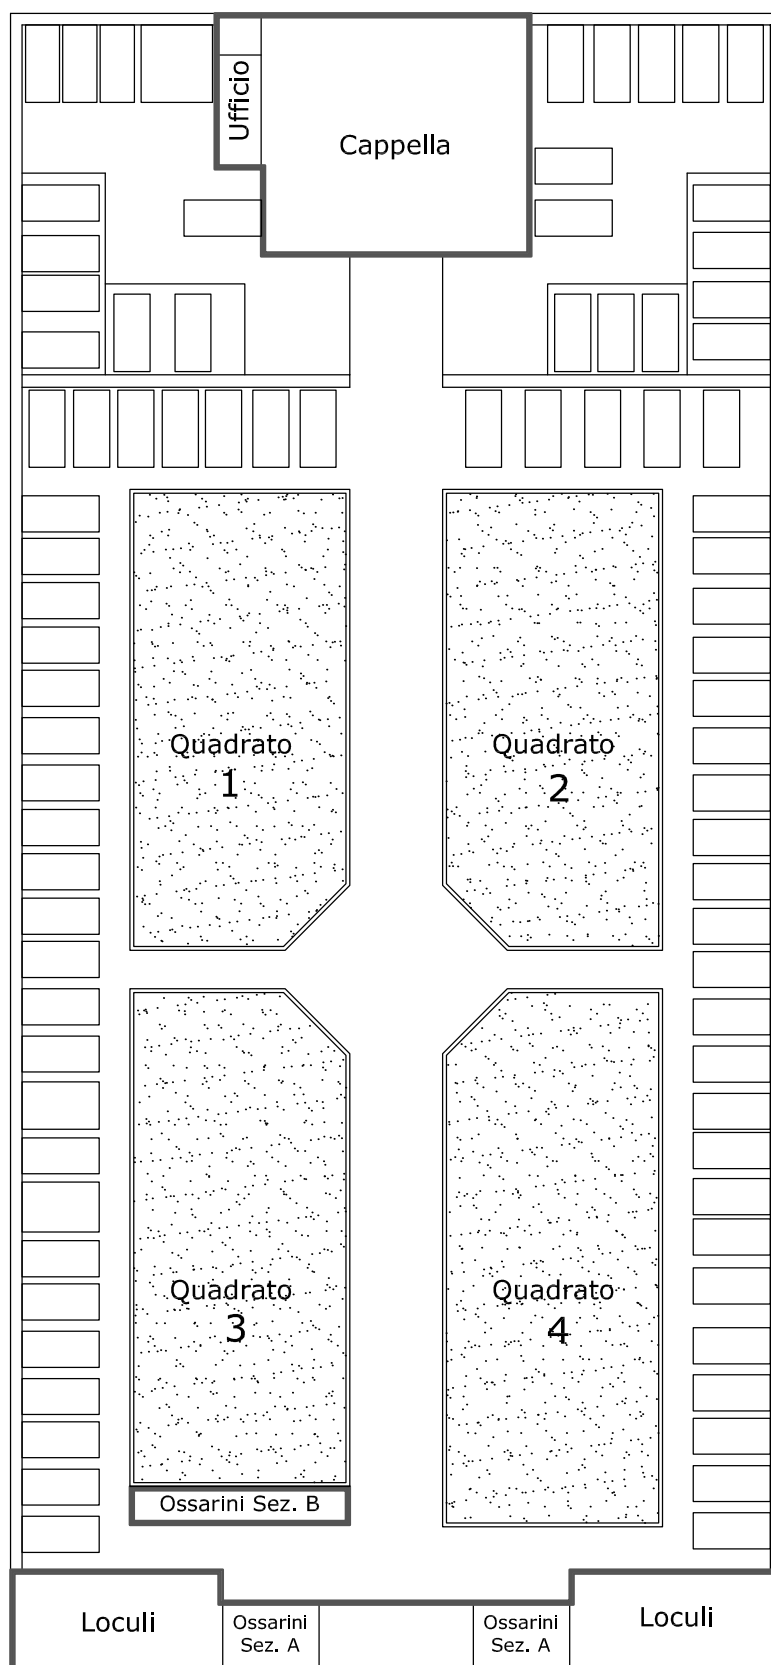 Ufficio
Cappella
Quadrato
1
Quadrato
2
Quadrato
3
Quadrato
4
Ossarini Sez. B
Loculi
Ossarini
Sez. A
Ossarini
Sez. A
Loculi